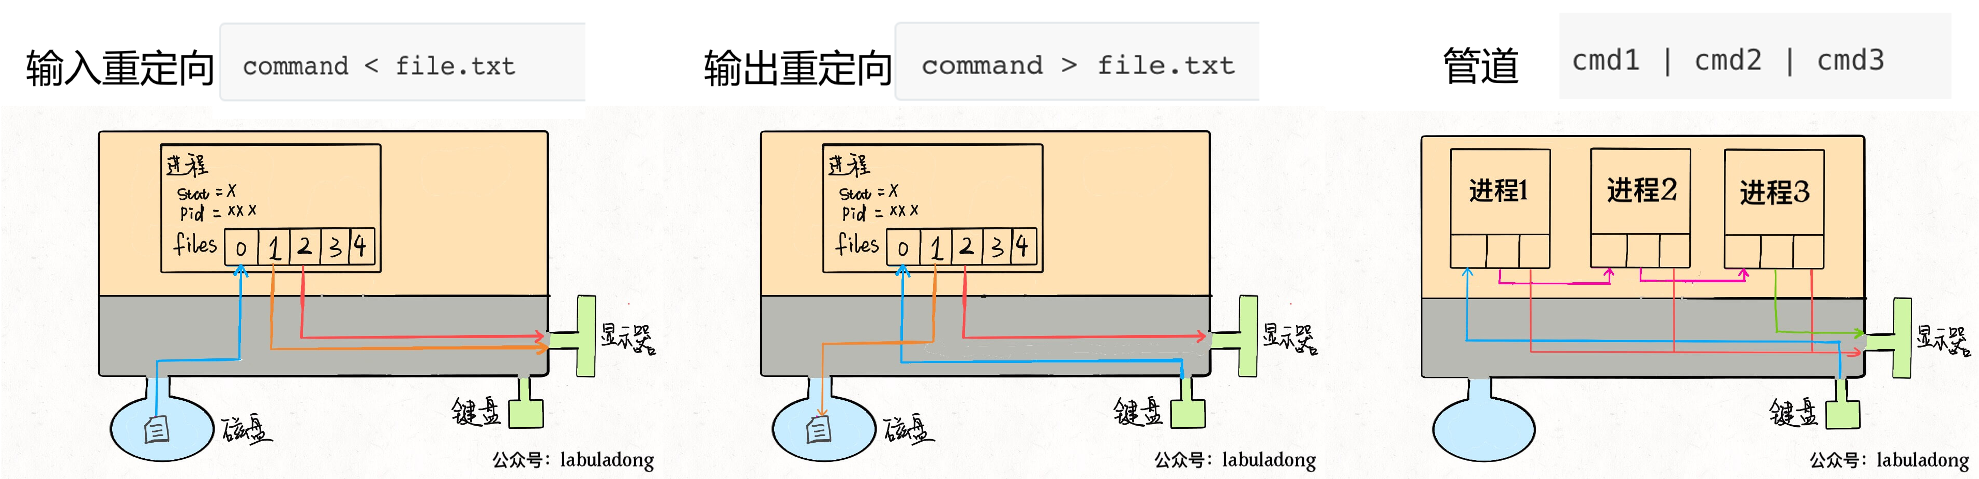 输入重定向 command < file.txt
进程
Stat = X
Pid = XXX
files 0 1 2 3 4
显示器
键盘
磁盘
公众号：labuladong
输出重定向 command > file.txt
进程
Stat = X
Pid = XXX
files 0 1 2 3 4
显示器
键盘
磁盘
公众号：labuladong
管道 cmd1 | cmd2 | cmd3
进程1 进程2 进程3
显示器
键盘
公众号：labuladong